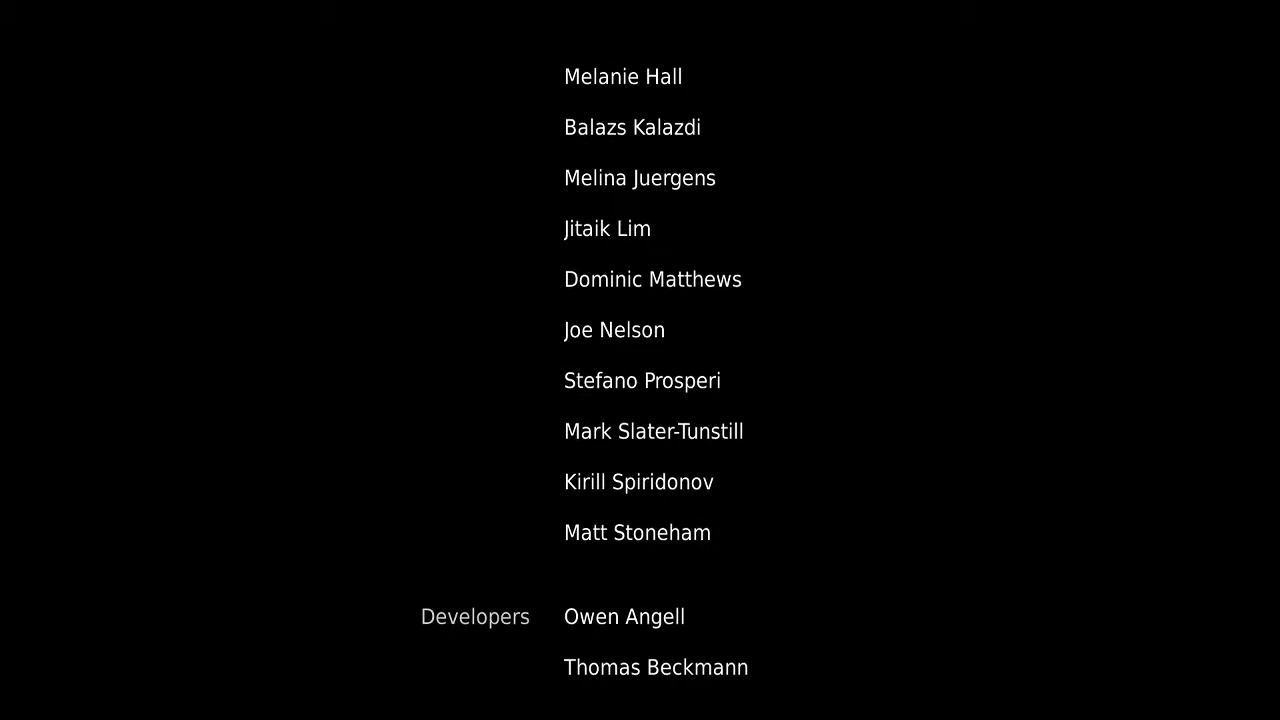 Melanie Hall
Balazs Kalazdi
Melina Juergens
Jitaik Lim
Dominic Matthews
Joe Nelson
Stefano Prosperi
Mark Slater-Tunstill
Kirill Spiridonov
Matt Stoneham
Developers Owen Angell
Thomas Beckmann